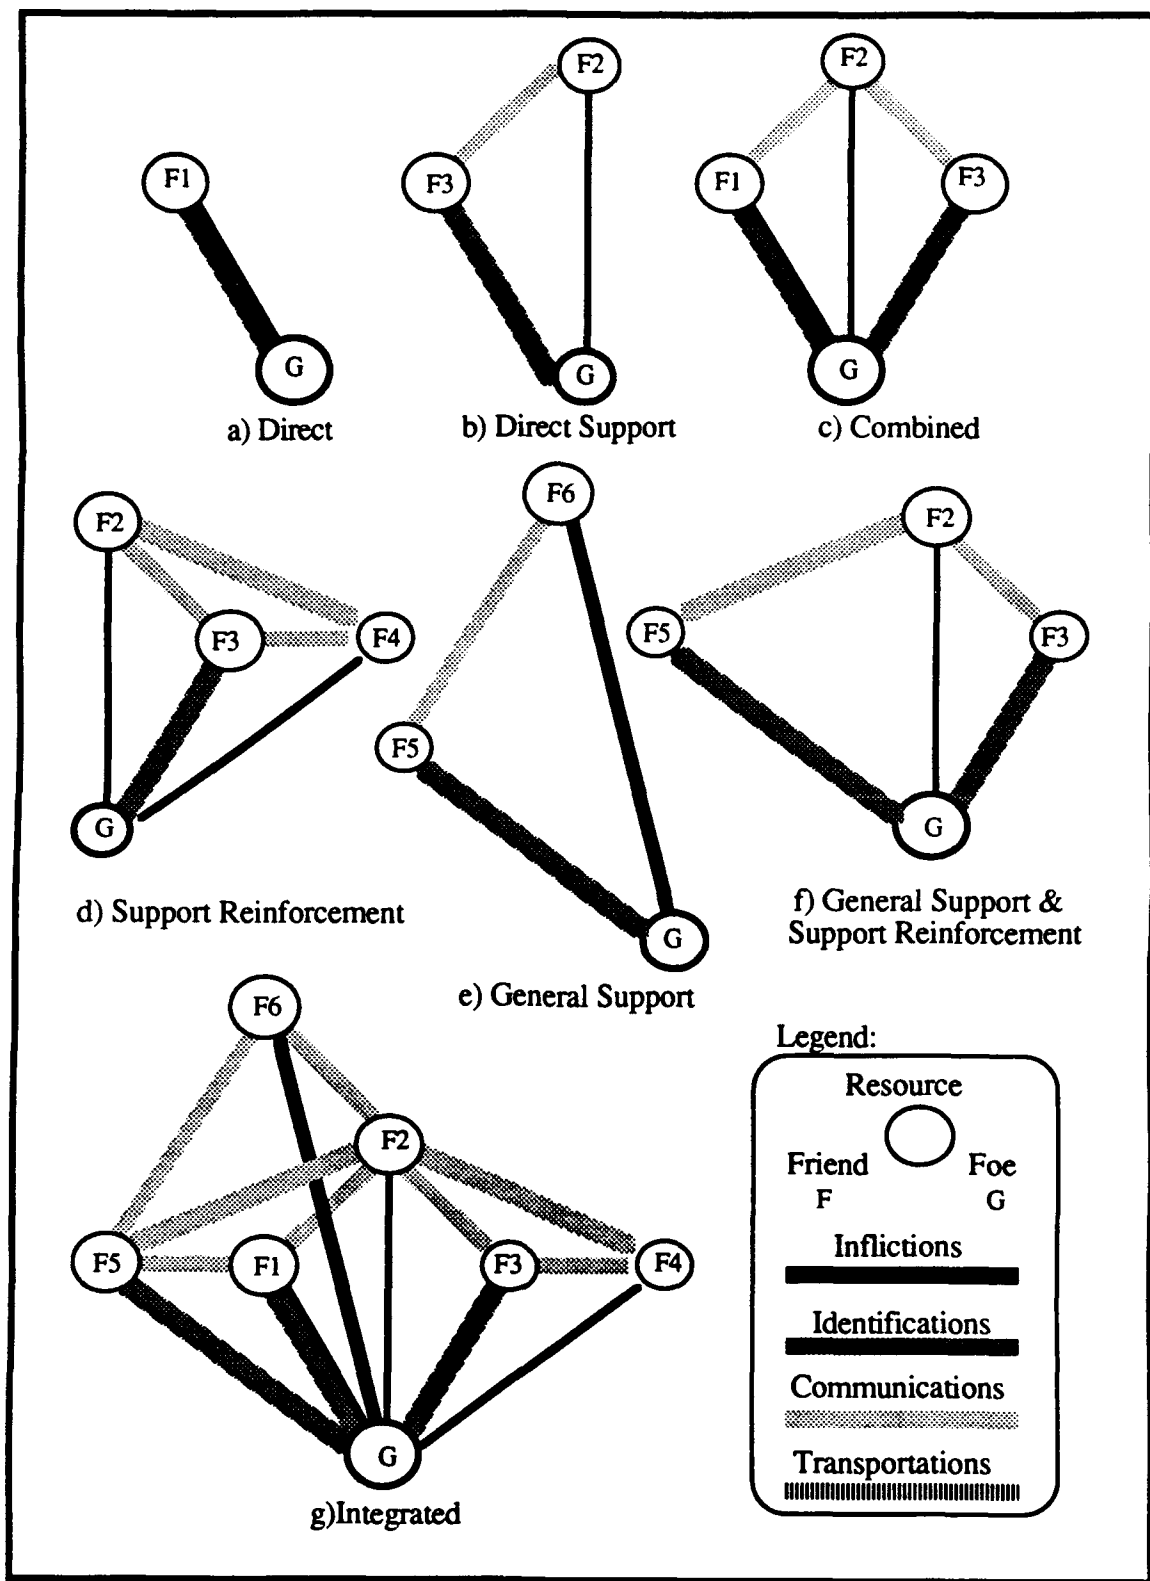 F2
F2
F1
F3
F1
F3
G
G
G
a) Direct
b) Direct Support
c) Combined
F6
F2
F2
F3
F4
F5
F3
F5
G
G
d) Support Reinforcement
f) General Support &
Support Reinforcement
G
e) General Support
F6
Legend:
Resource
Friend
Foe
F
G
Inflictions
Identifications
Communications
Transportations
F2
F5
F1
F3
F4
G
g)Integrated